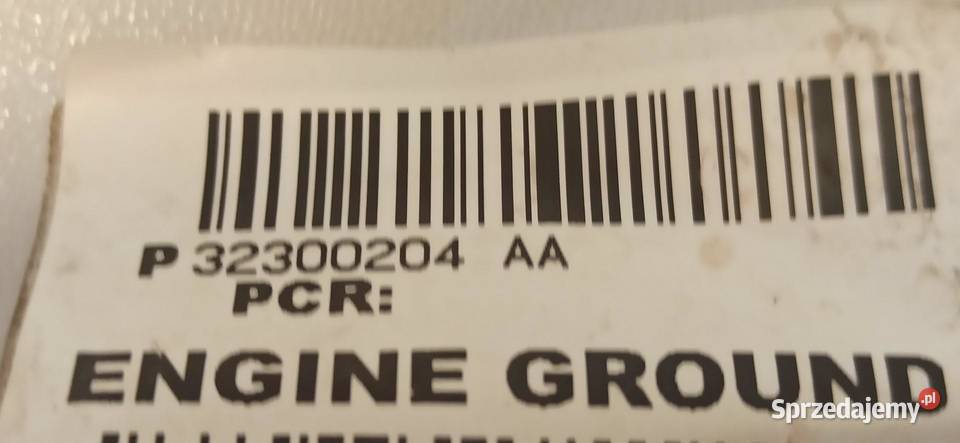 P 32300204 AA
PCR:
ENGINE GROUND
Sprzedajemy.pl